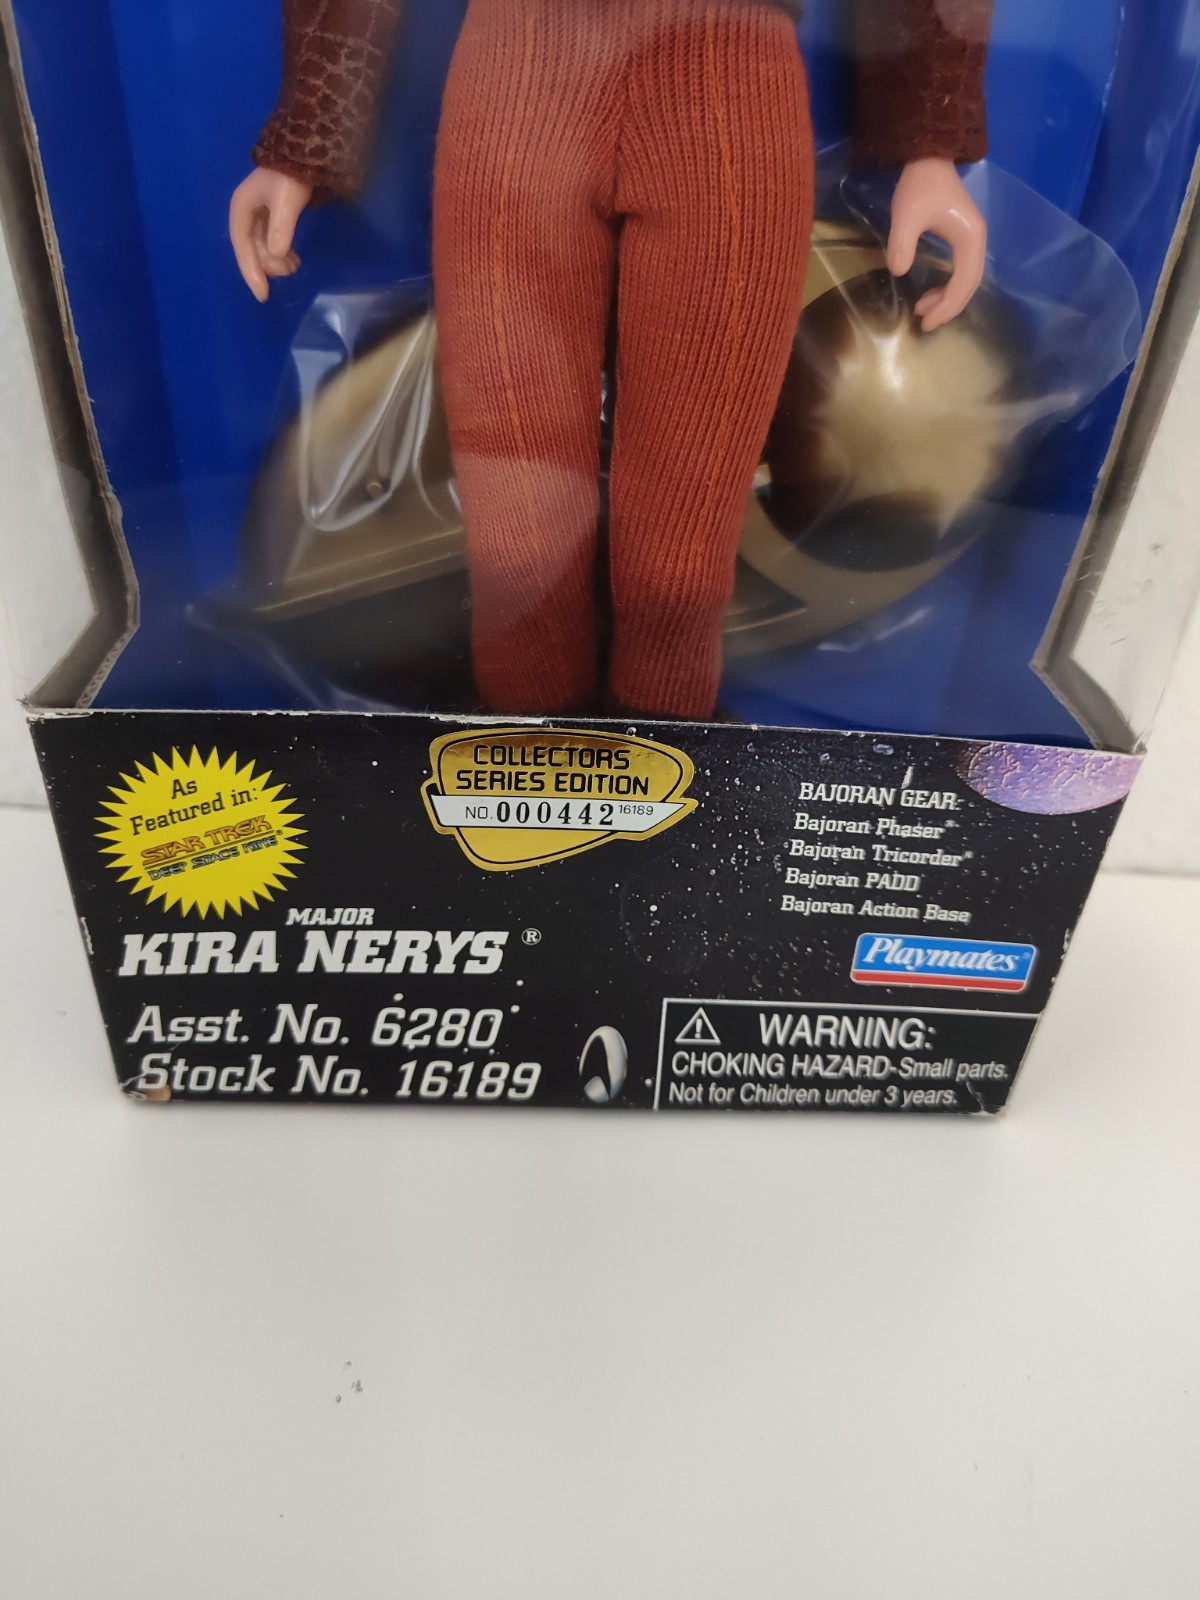 As
Featured in:
STAR TREK
DEEP SPACE NINE®
COLLECTORS
SERIES EDITION
NO. 000442 16189
BAJORAN GEAR:
Bajoran Phaser™
Bajoran Tricorder™
Bajoran PADD
Bajoran Action Base
MAJOR
KIRA NERYS®
Playmates®
Asst. No. 6280
Stock No. 16189
⚠ WARNING:
CHOKING HAZARD-Small parts.
Not for Children under 3 years.